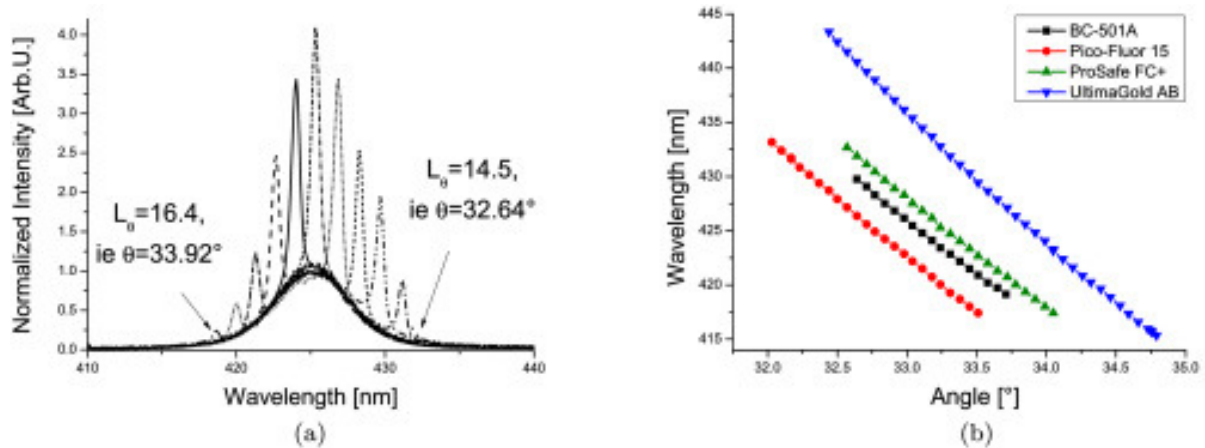 Normalized Intensity [Arb.U.]
4.0
3.5
3.0
2.5
2.0
1.5
1.0
0.5
0.0
Lθ=16.4,
ie θ=33.92°
Lθ=14.5,
ie θ=32.64°
410
420
430
440
Wavelength [nm]
(a)
Wavelength [nm]
445
440
435
430
425
420
415
BC-501A
Pico-Fluor 15
ProSafe FC+
UltimaGold AB
32.0
32.5
33.0
33.5
34.0
34.5
35.0
Angle [°]
(b)